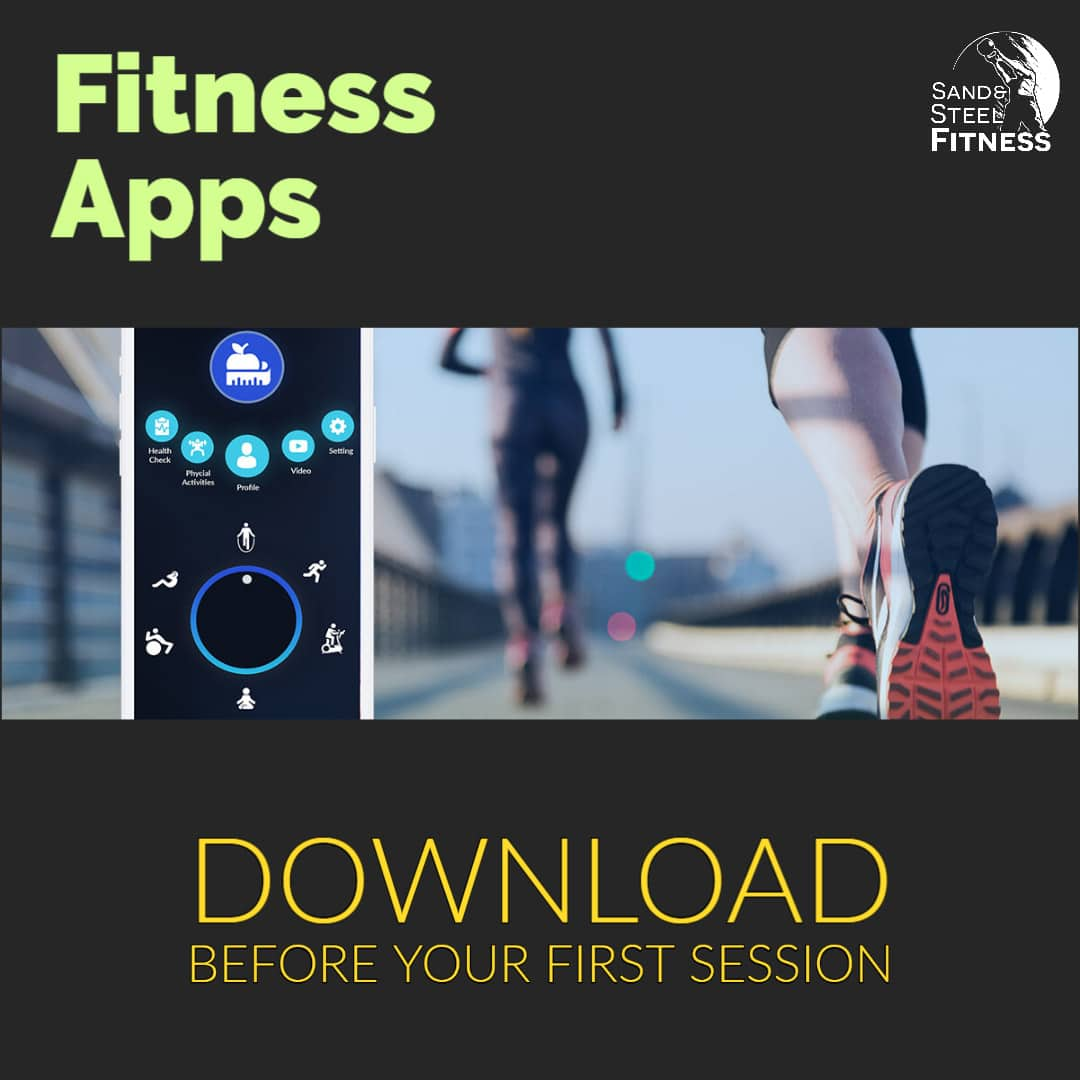 Fitness
Apps
SAND&
STEEL
FITNESS
Health
Check
Phycial
Activities
Profile
Video
Setting
DOWNLOAD
BEFORE YOUR FIRST SESSION